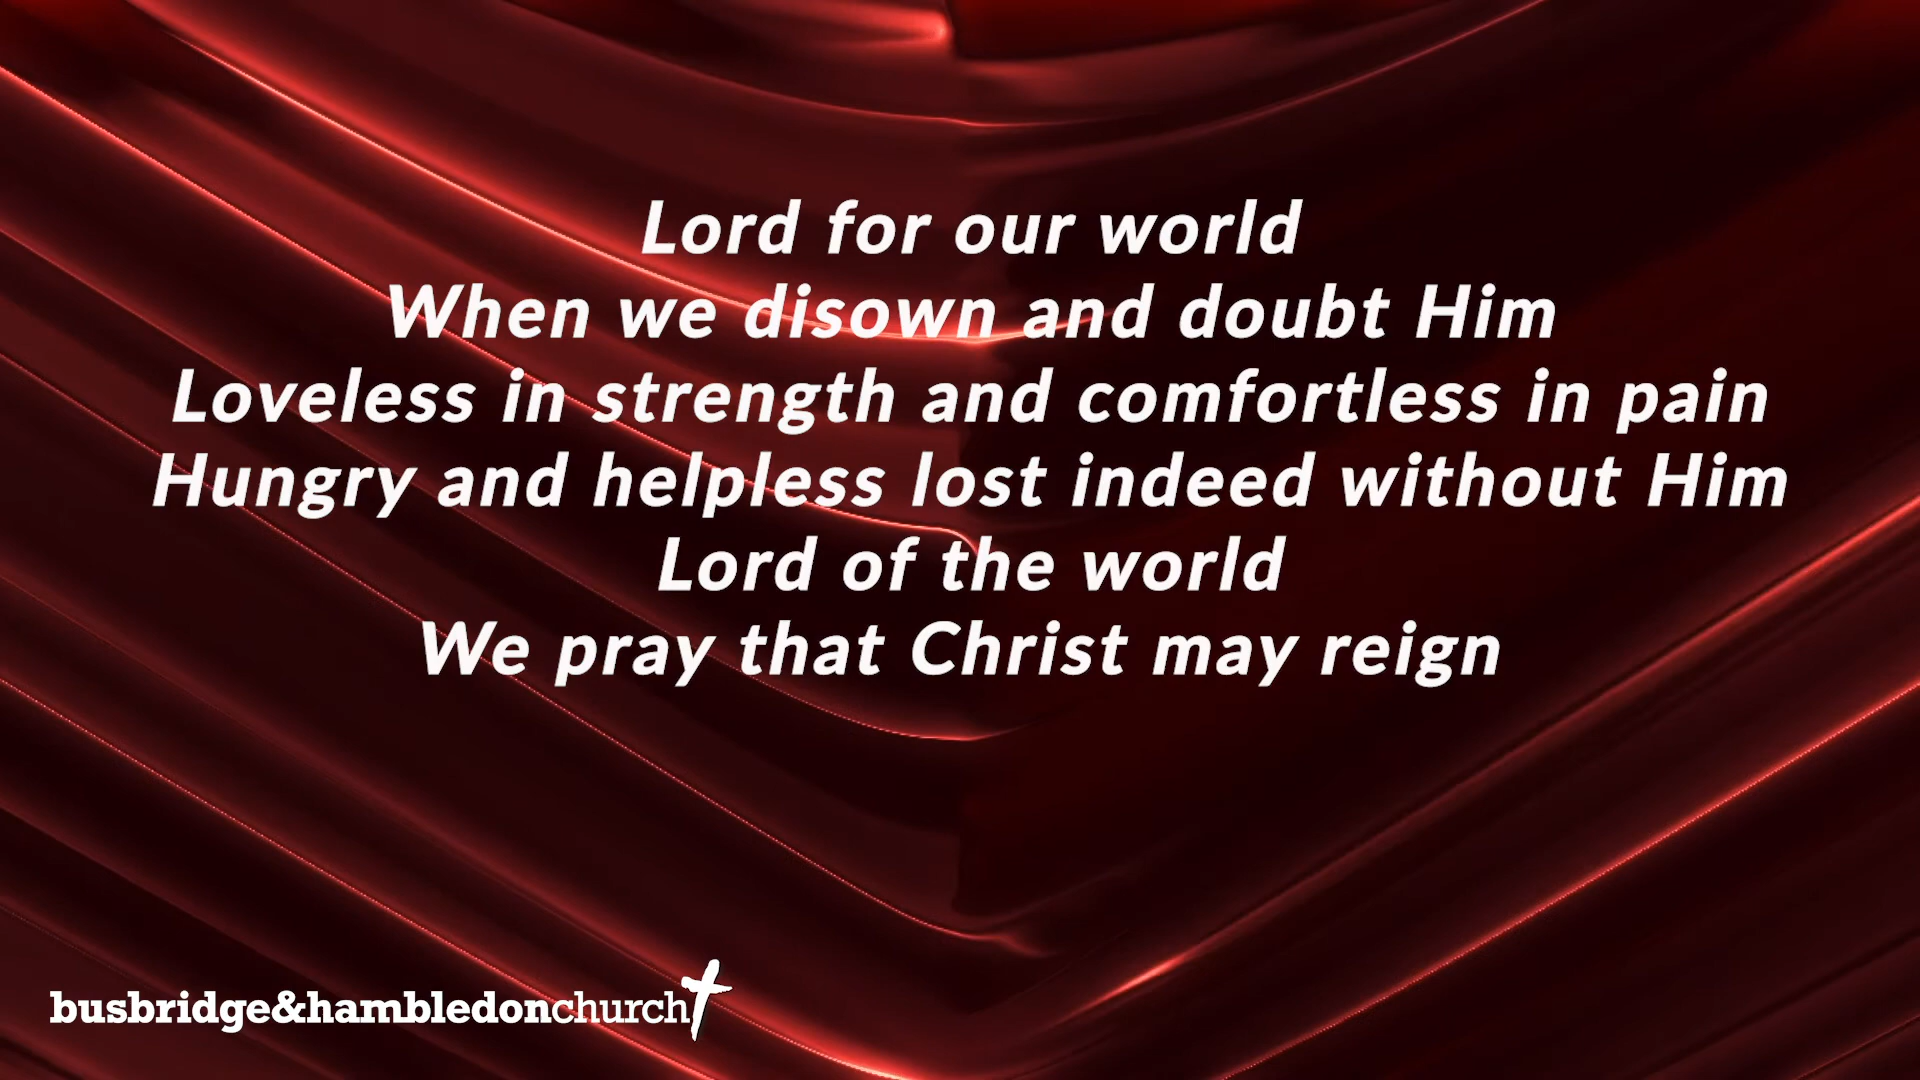 Lord for our world
When we disown and doubt Him
Loveless in strength and comfortless in pain
Hungry and helpless lost indeed without Him
Lord of the world
We pray that Christ may reign
busbridge&hambledonchurch